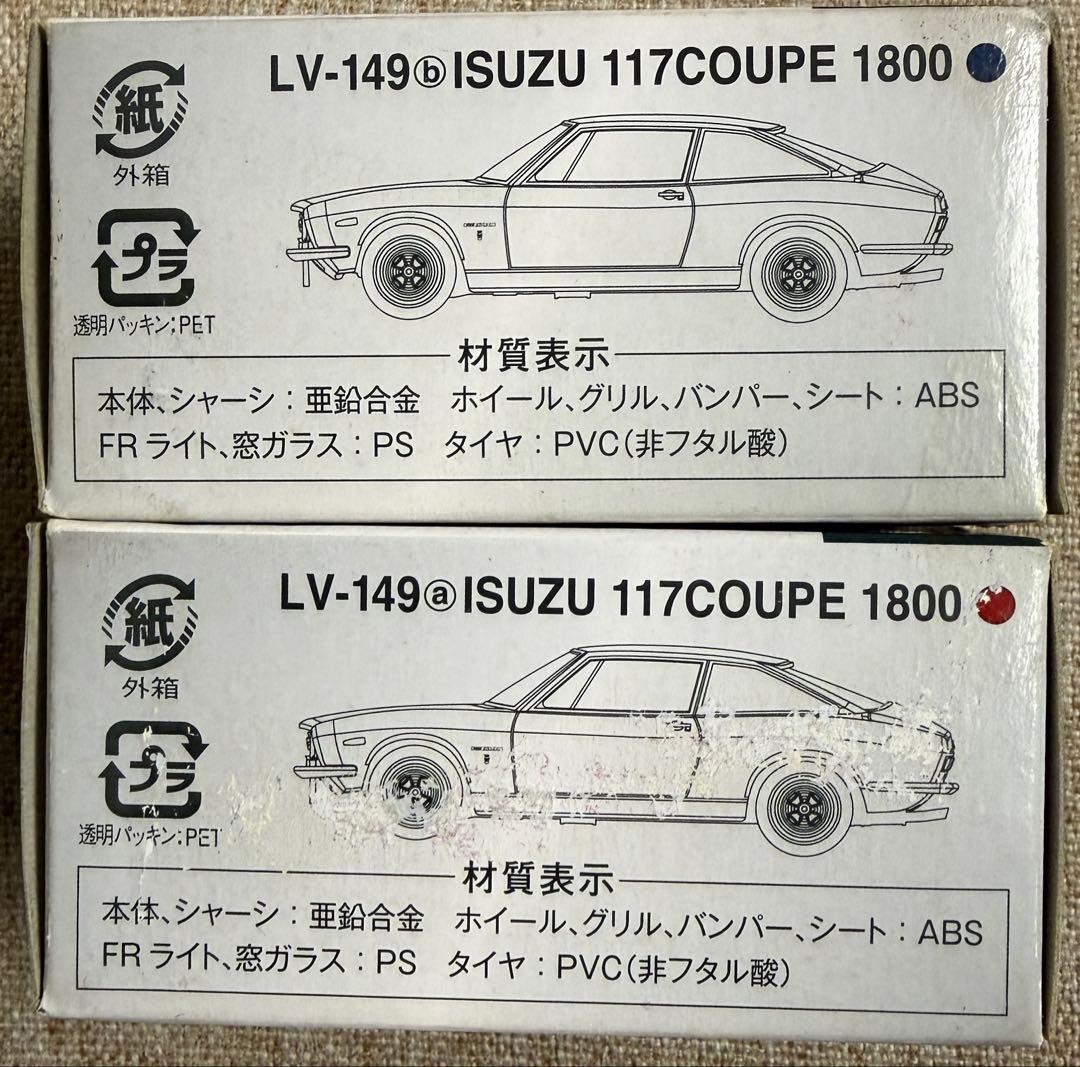 LV-149ⓑISUZU 117COUPE 1800
紙
外箱
プラ
透明パッキン:PET
材質表示
本体、シャーシ:亜鉛合金 ホイール、グリル、バンパー、シート:ABS
FRライト、窓ガラス:PS タイヤ:PVC(非フタル酸)
LV-149ⓐISUZU 117COUPE 1800
紙
外箱
プラ
透明パッキン:PET
材質表示
本体、シャーシ:亜鉛合金 ホイール、グリル、バンパー、シート:ABS
FRライト、窓ガラス:PS タイヤ:PVC(非フタル酸)